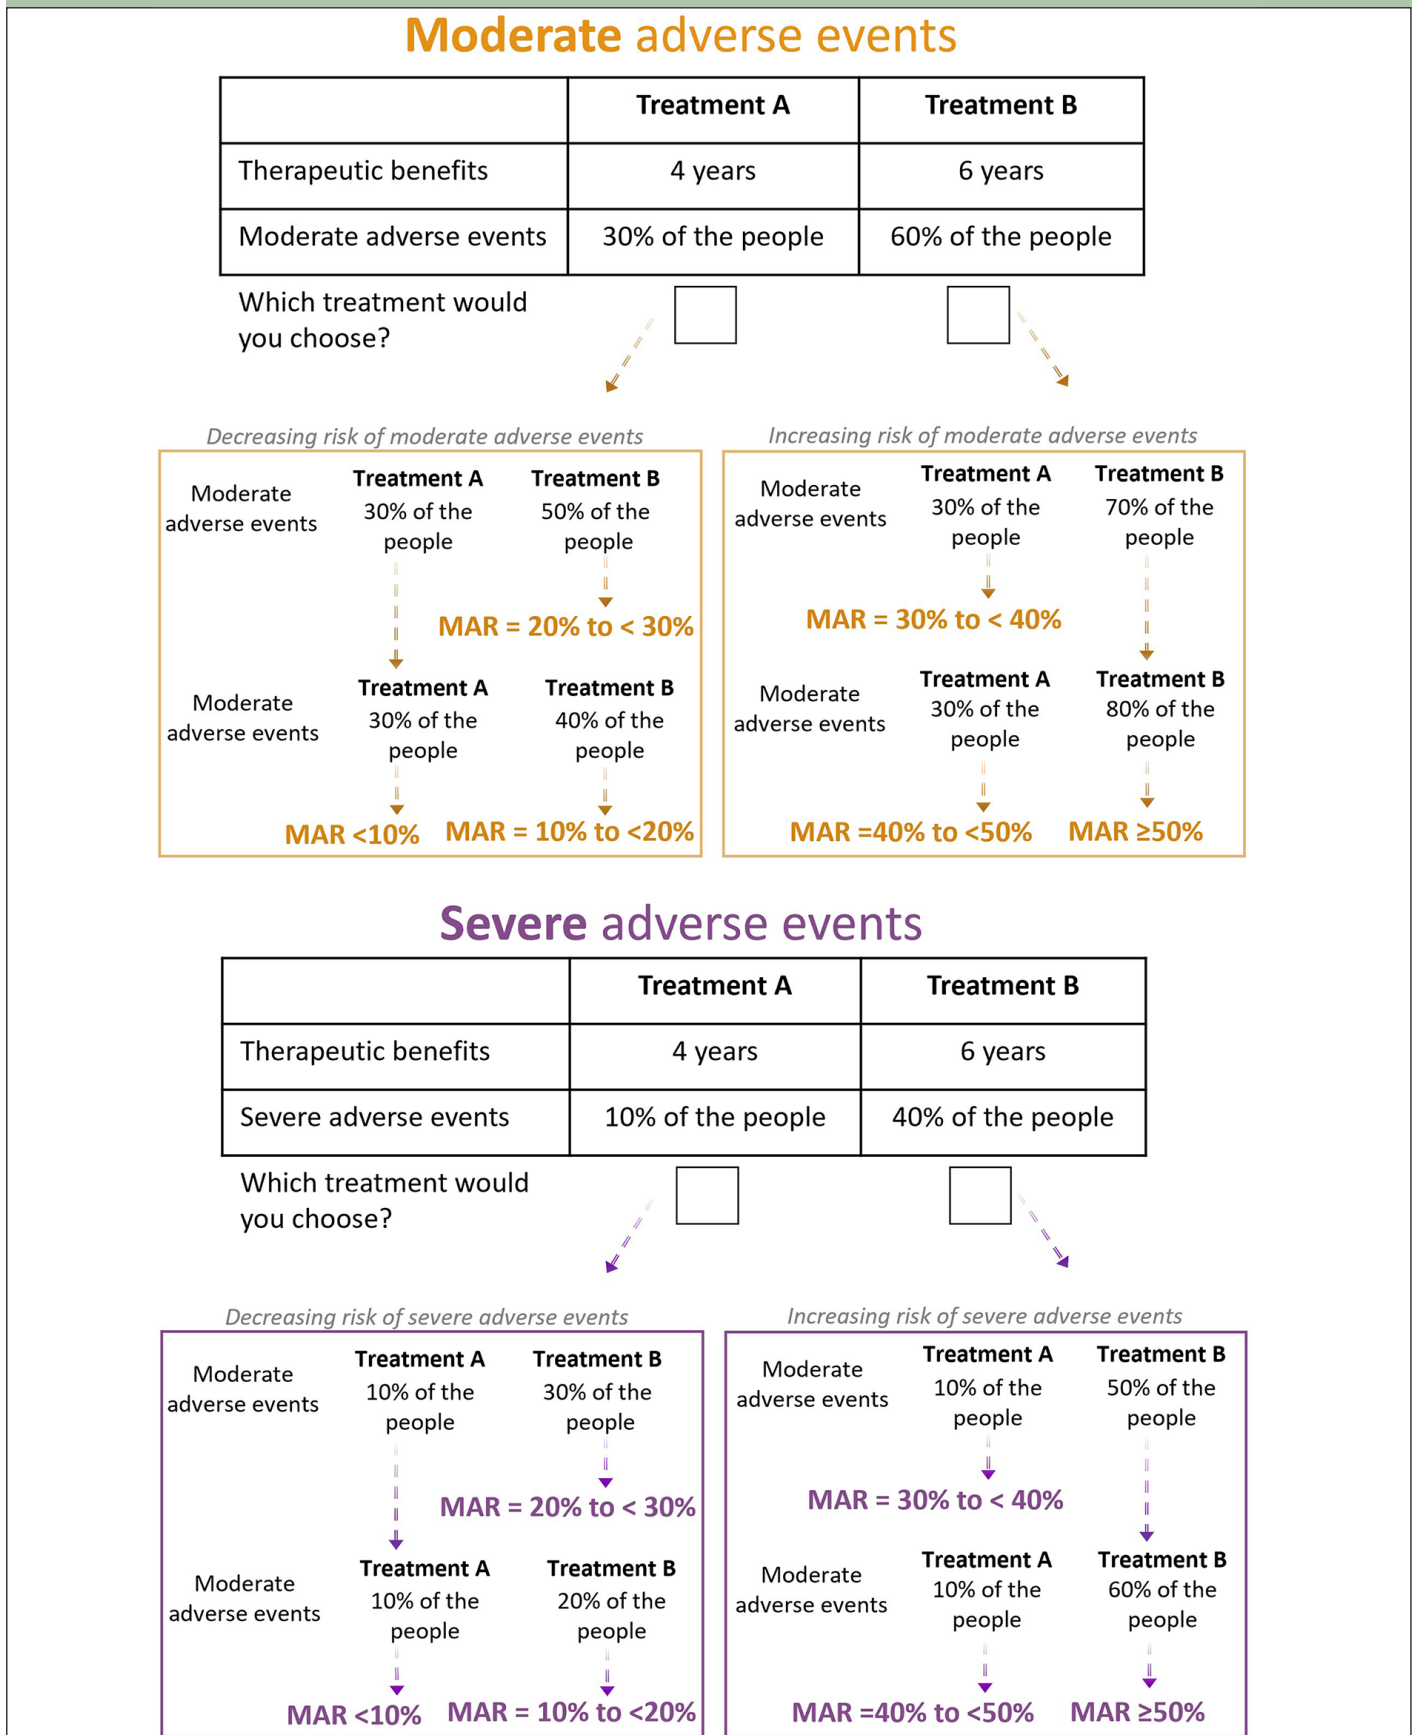 Moderate adverse events
Treatment A Treatment B
Therapeutic benefits 4 years 6 years
Moderate adverse events 30% of the people 60% of the people
Which treatment would
you choose?
Decreasing risk of moderate adverse events
Moderate
adverse events
Treatment A
30% of the
people
Treatment B
50% of the
people
MAR = 20% to < 30%
Moderate
adverse events
Treatment A
30% of the
people
Treatment B
40% of the
people
MAR <10%
MAR = 10% to <20%
Increasing risk of moderate adverse events
Moderate
adverse events
Treatment A
30% of the
people
Treatment B
70% of the
people
MAR = 30% to < 40%
Moderate
adverse events
Treatment A
30% of the
people
Treatment B
80% of the
people
MAR =40% to <50%
MAR ≥50%
Severe adverse events
Treatment A Treatment B
Therapeutic benefits 4 years 6 years
Severe adverse events 10% of the people 40% of the people
Which treatment would
you choose?
Decreasing risk of severe adverse events
Moderate
adverse events
Treatment A
10% of the
people
Treatment B
30% of the
people
MAR = 20% to < 30%
Moderate
adverse events
Treatment A
10% of the
people
Treatment B
20% of the
people
MAR <10%
MAR = 10% to <20%
Increasing risk of severe adverse events
Moderate
adverse events
Treatment A
10% of the
people
Treatment B
50% of the
people
MAR = 30% to < 40%
Moderate
adverse events
Treatment A
10% of the
people
Treatment B
60% of the
people
MAR =40% to <50%
MAR ≥50%